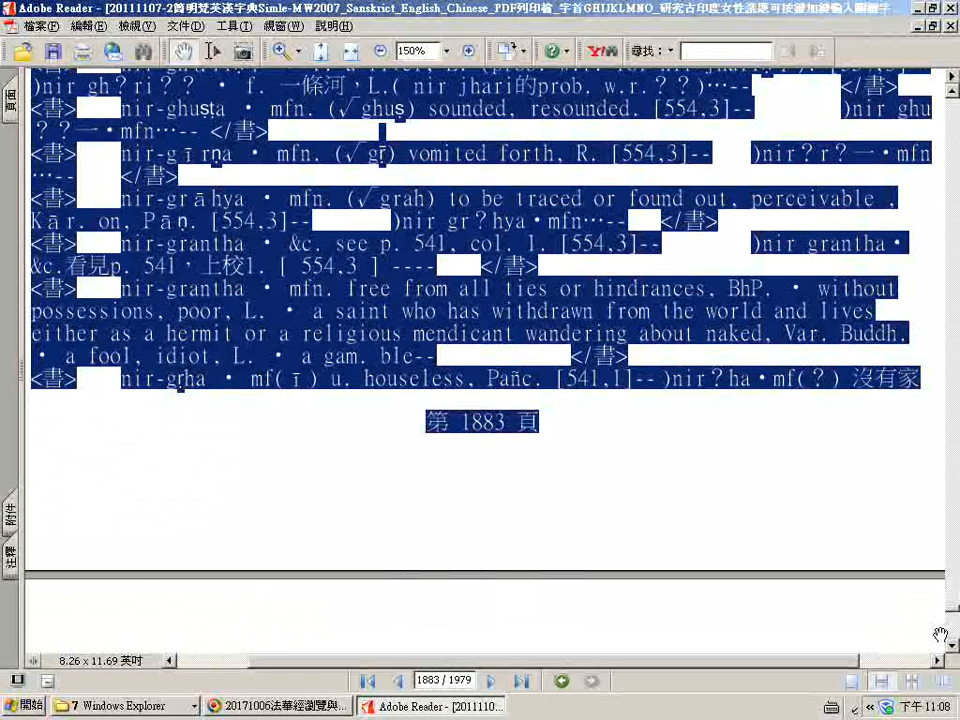 Adobe Reader - [20111107-2簡明梵英漢字典Simle-MW2007_Sanskrict_English_Chinese_PDF列印檔_字首GHIJKLMNO_研究古印度女性議題可按
檔案(F) 編輯(E) 檢視(V) 文件(D) 工具(T) 視窗(W) 說明(H)
150% 尋找：
頁面
)nir gh？ri？？ • f. 一條河，L.( nir jhari的prob. w.r.？？)…-- </書>
<書> nir-ghuṣṭa • mfn. (√ghuṣ) sounded, resounded. [554,3]-- )nir ghu
？？一・mfn…-- </書>
<書> nir-gīrṇa • mfn. (√gṝ) vomited forth, R. [554,3]-- )nir？r？一・mfn
…-- </書>
<書> nir-grāhya • mfn. (√grah) to be traced or found out, perceivable ,
Kār. on, Pāṇ. [554,3]-- )nir gr？hya・mfn…-- </書>
<書> nir-grantha • &c. see p. 541, col. 1. [554,3]-- )nir grantha・
&c.看見p. 541，上校1. [ 554,3 ] ---- </書>
<書> nir-grantha • mfn. free from all ties or hindrances, BhP. • without
possessions, poor, L. • a saint who has withdrawn from the world and lives
either as a hermit or a religious mendicant wandering about naked, Var. Buddh.
• a fool, idiot, L. • a gam. ble-- </書>
<書> nir-gṛha • mf(ī) u. houseless, Pañc. [541,1]-- )nir？ha・mf(？) 沒有家
第 1883 頁
附件
注釋
8.26 x 11.69 英吋
1883 / 1979
開始 7 Windows Explorer 20171006法華經瀏覽與... Adobe Reader - [2011110... 下午 11:08